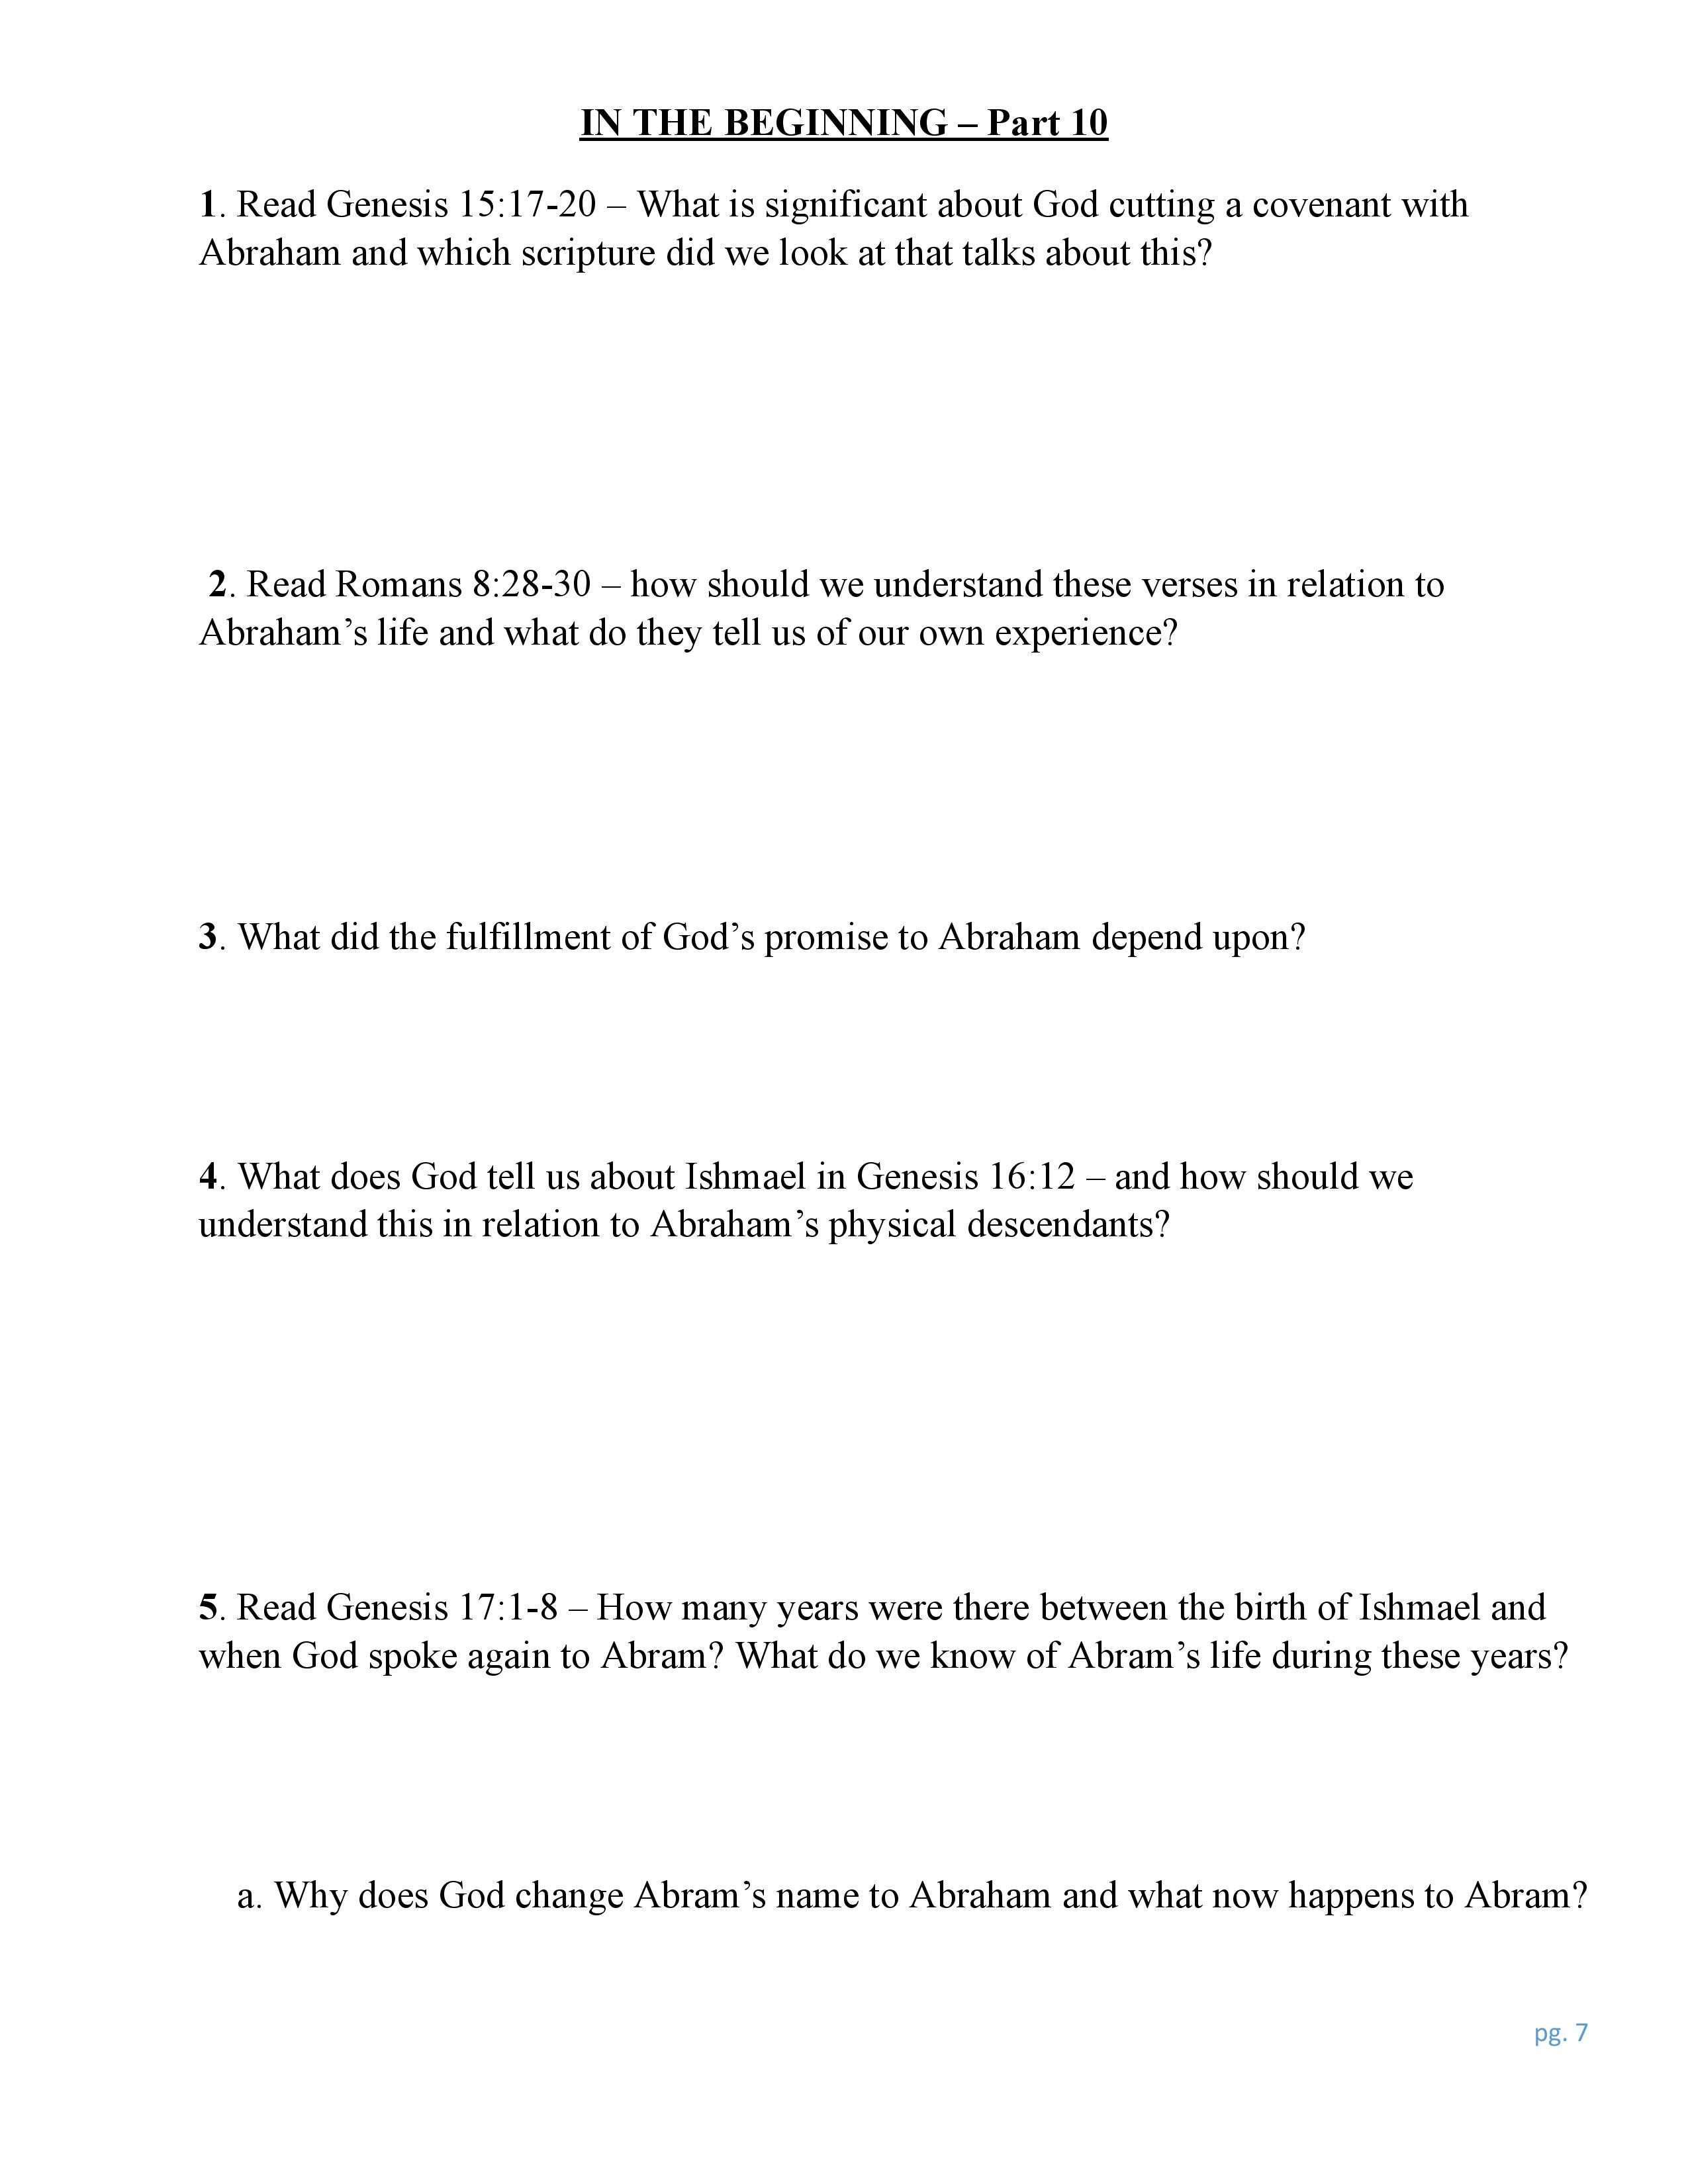 IN THE BEGINNING – Part 10
1. Read Genesis 15:17-20 – What is significant about God cutting a covenant with
Abraham and which scripture did we look at that talks about this?
2. Read Romans 8:28-30 – how should we understand these verses in relation to
Abraham’s life and what do they tell us of our own experience?
3. What did the fulfillment of God’s promise to Abraham depend upon?
4. What does God tell us about Ishmael in Genesis 16:12 – and how should we
understand this in relation to Abraham’s physical descendants?
5. Read Genesis 17:1-8 – How many years were there between the birth of Ishmael and
when God spoke again to Abram? What do we know of Abram’s life during these years?
a. Why does God change Abram’s name to Abraham and what now happens to Abram?
pg. 7